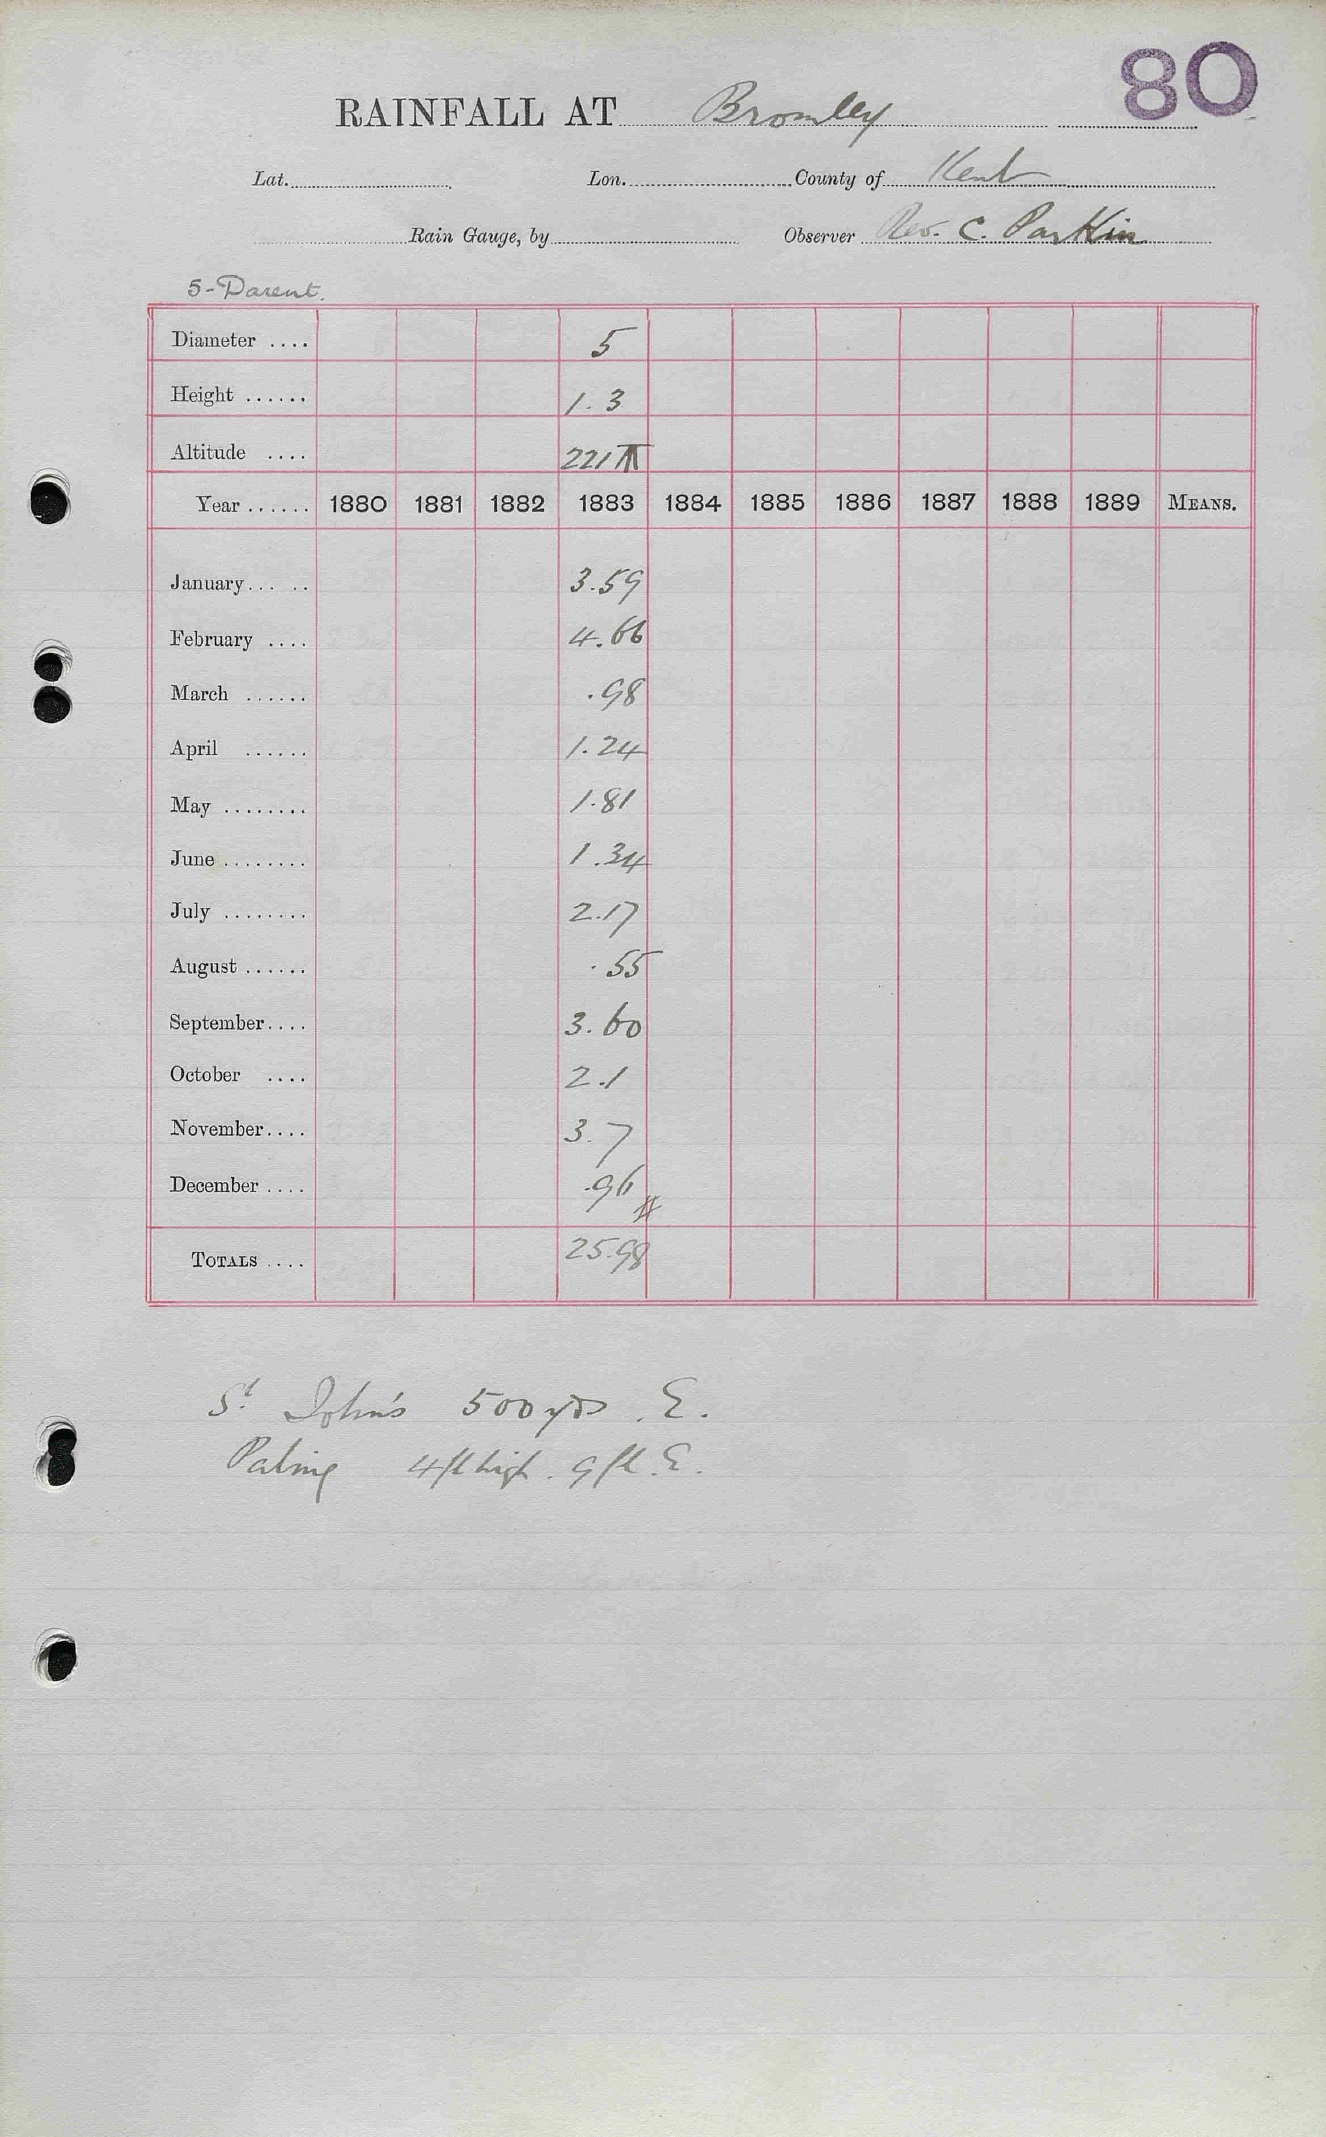 80
RAINFALL AT Bromley
Lat. Lon. County of Kent
Rain Gauge, by Observer Rev. C. Parkin
5-Parent.
Diameter .... 5
Height ...... 1.3
Altitude .... 221
Year ...... 1880 1881 1882 1883 1884 1885 1886 1887 1888 1889 MEANS.
January... .. 3.59
February .... 4.66
March ...... .98
April ...... 1.24
May ........ 1.81
June ........ 1.34
July ........ 2.17
August ...... .55
September.... 3.60
October .... 2.1
November.... 3.7
December .... .96
TOTALS .... 25.98
St. John's 500 yds . E.
Paling 4ft high . 9 ft . E.